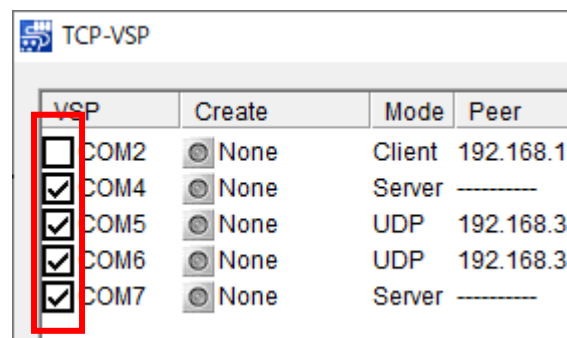 TCP-VSP
VSP Create Mode Peer
COM2 None Client 192.168.1
COM4 None Server ----------
COM5 None UDP 192.168.3
COM6 None UDP 192.168.3
COM7 None Server ----------